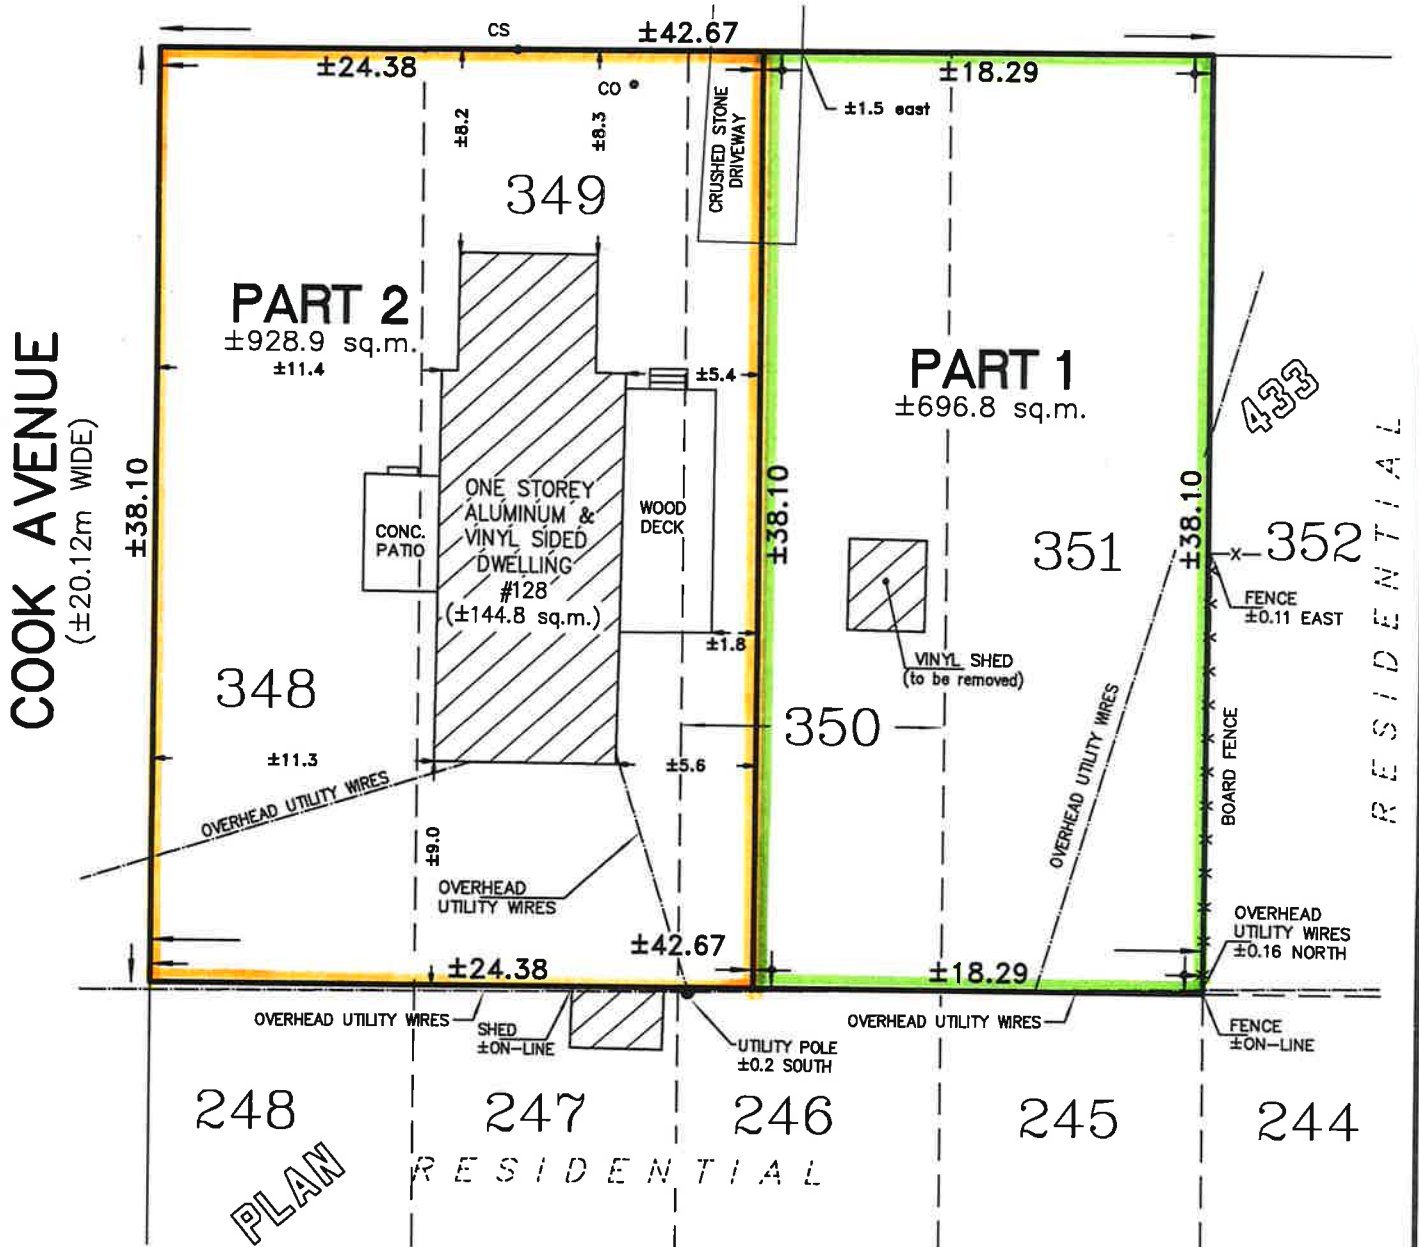 CS
±42.67
±24.38
±18.29
CO
±1.5 east
±8.2
±8.3
CRUSHED STONE
DRIVEWAY
349
PART 2
±928.9 sq.m.
±11.4
±5.4
PART 1
±696.8 sq.m.
433
COOK AVENUE
(±20.12m WIDE)
±38.10
CONC.
PATIO
ONE STOREY
ALUMINUM &
VINYL SIDED
DWELLING
#128
(±144.8 sq.m.)
WOOD
DECK
±38.10
351
±38.10
352
RESIDENTIAL
FENCE
±0.11 EAST
±1.8
VINYL SHED
(to be removed)
348
350
±11.3
±5.6
OVERHEAD UTILITY WIRES
OVERHEAD UTILITY WIRES
BOARD FENCE
±9.0
OVERHEAD
UTILITY WIRES
OVERHEAD
UTILITY WIRES
±0.16 NORTH
±42.67
±24.38
±18.29
OVERHEAD UTILITY WIRES
SHED
±ON-LINE
UTILITY POLE
±0.2 SOUTH
OVERHEAD UTILITY WIRES
FENCE
±ON-LINE
248
247
246
245
244
PLAN
RESIDENTIAL